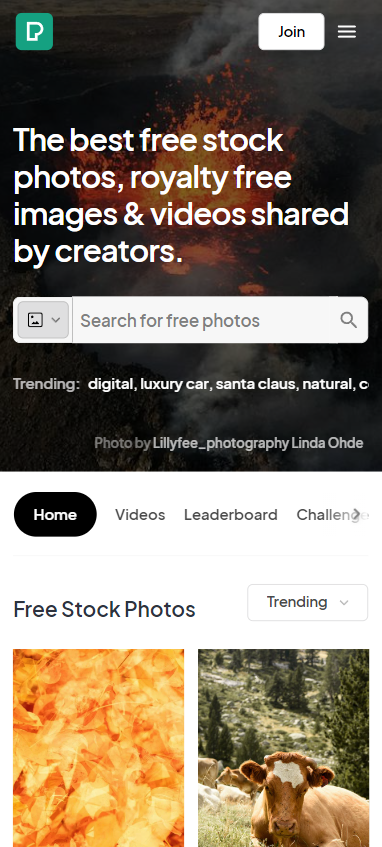 Join
The best free stock
photos, royalty free
images & videos shared
by creators.
Search for free photos
Trending: digital, luxury car, santa claus, natural,
Photo by Lillyfee_photography Linda Ohde
Home Videos Leaderboard Challenge
Free Stock Photos
Trending